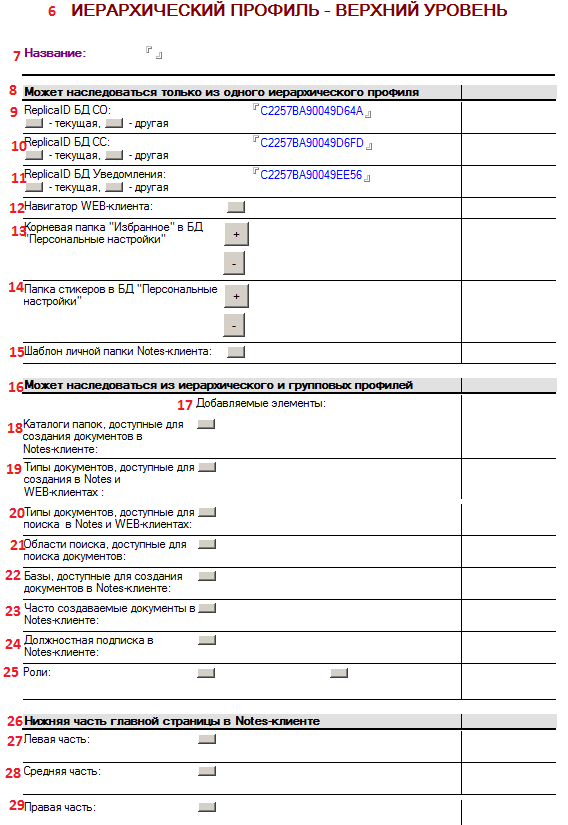 6 ИЕРАРХИЧЕСКИЙ ПРОФИЛЬ - ВЕРХНИЙ УРОВЕНЬ
7 Название:
8 Может наследоваться только из одного иерархического профиля
9 ReplicaID БД СО: C2257BA90049D64A
- текущая, - другая
10 ReplicaID БД СС: C2257BA90049D6FD
- текущая, - другая
11 ReplicaID БД Уведомления: C2257BA90049EE56
- текущая, - другая
12 Навигатор WEB-клиента:
13 Корневая папка "Избранное" в БД
"Персональные настройки" +
-
14 Папка стикеров в БД "Персональные
настройки" +
-
15 Шаблон личной папки Notes-клиента:
16 Может наследоваться из иерархического и групповых профилей
17 Добавляемые элементы:
18 Каталоги папок, доступные для
создания документов в
Notes-клиенте:
19 Типы документов, доступные для
создания в Notes и
WEB-клиентах :
20 Типы документов, доступные для
поиска в Notes и WEB-клиентах:
21 Области поиска, доступные для
поиска документов:
22 Базы, доступные для создания
документов в Notes-клиенте:
23 Часто создаваемые документы в
Notes-клиенте:
24 Должностная подписка в
Notes-клиенте:
25 Роли:
26 Нижняя часть главной страницы в Notes-клиенте
27 Левая часть:
28 Средняя часть:
29 Правая часть: